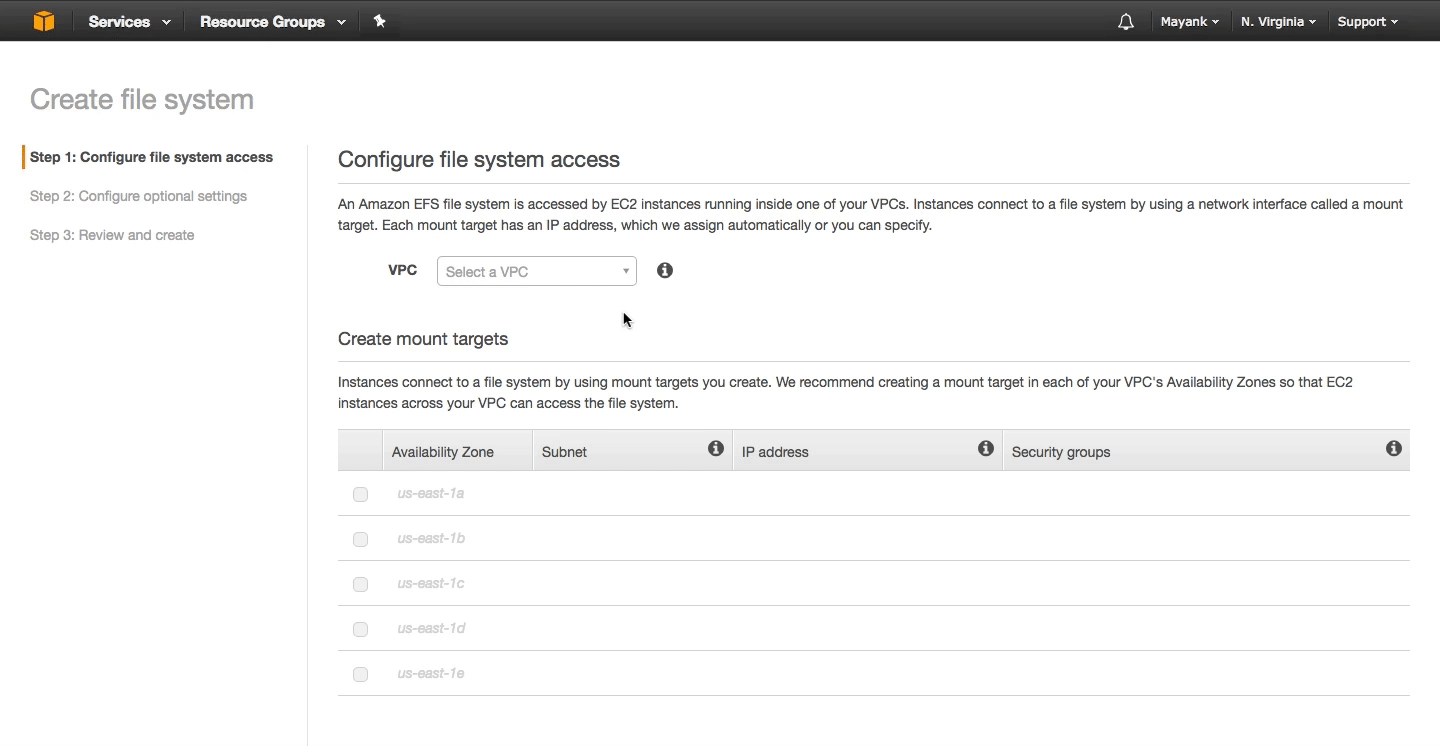 Services Resource Groups Mayank N. Virginia Support
Create file system
Step 1: Configure file system access
Step 2: Configure optional settings
Step 3: Review and create
Configure file system access
An Amazon EFS file system is accessed by EC2 instances running inside one of your VPCs. Instances connect to a file system by using a network interface called a mount
target. Each mount target has an IP address, which we assign automatically or you can specify.
VPC Select a VPC
Create mount targets
Instances connect to a file system by using mount targets you create. We recommend creating a mount target in each of your VPC's Availability Zones so that EC2
instances across your VPC can access the file system.
Availability Zone Subnet IP address Security groups
us-east-1a
us-east-1b
us-east-1c
us-east-1d
us-east-1e